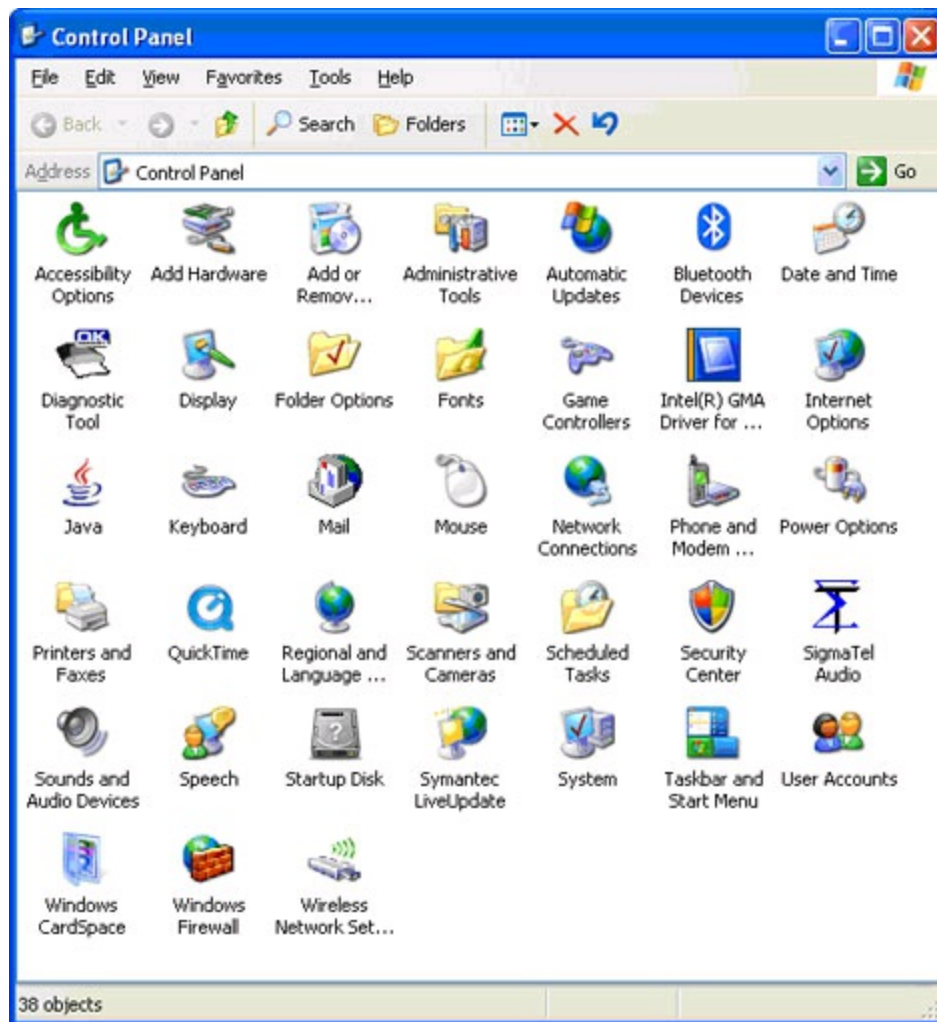 Control Panel
File Edit View Favorites Tools Help
Back Search Folders
Address Control Panel Go
Accessibility Options
Add Hardware
Add or Remov...
Administrative Tools
Automatic Updates
Bluetooth Devices
Date and Time
OK
Diagnostic Tool
Display
Folder Options
Fonts
Game Controllers
Intel(R) GMA Driver for ...
Internet Options
Java
Keyboard
Mail
Mouse
Network Connections
Phone and Modem ...
Power Options
Printers and Faxes
QuickTime
Regional and Language ...
Scanners and Cameras
Scheduled Tasks
Security Center
SigmaTel Audio
Sounds and Audio Devices
Speech
?
Startup Disk
Symantec LiveUpdate
System
Taskbar and Start Menu
User Accounts
Windows CardSpace
Windows Firewall
Wireless Network Set...
38 objects